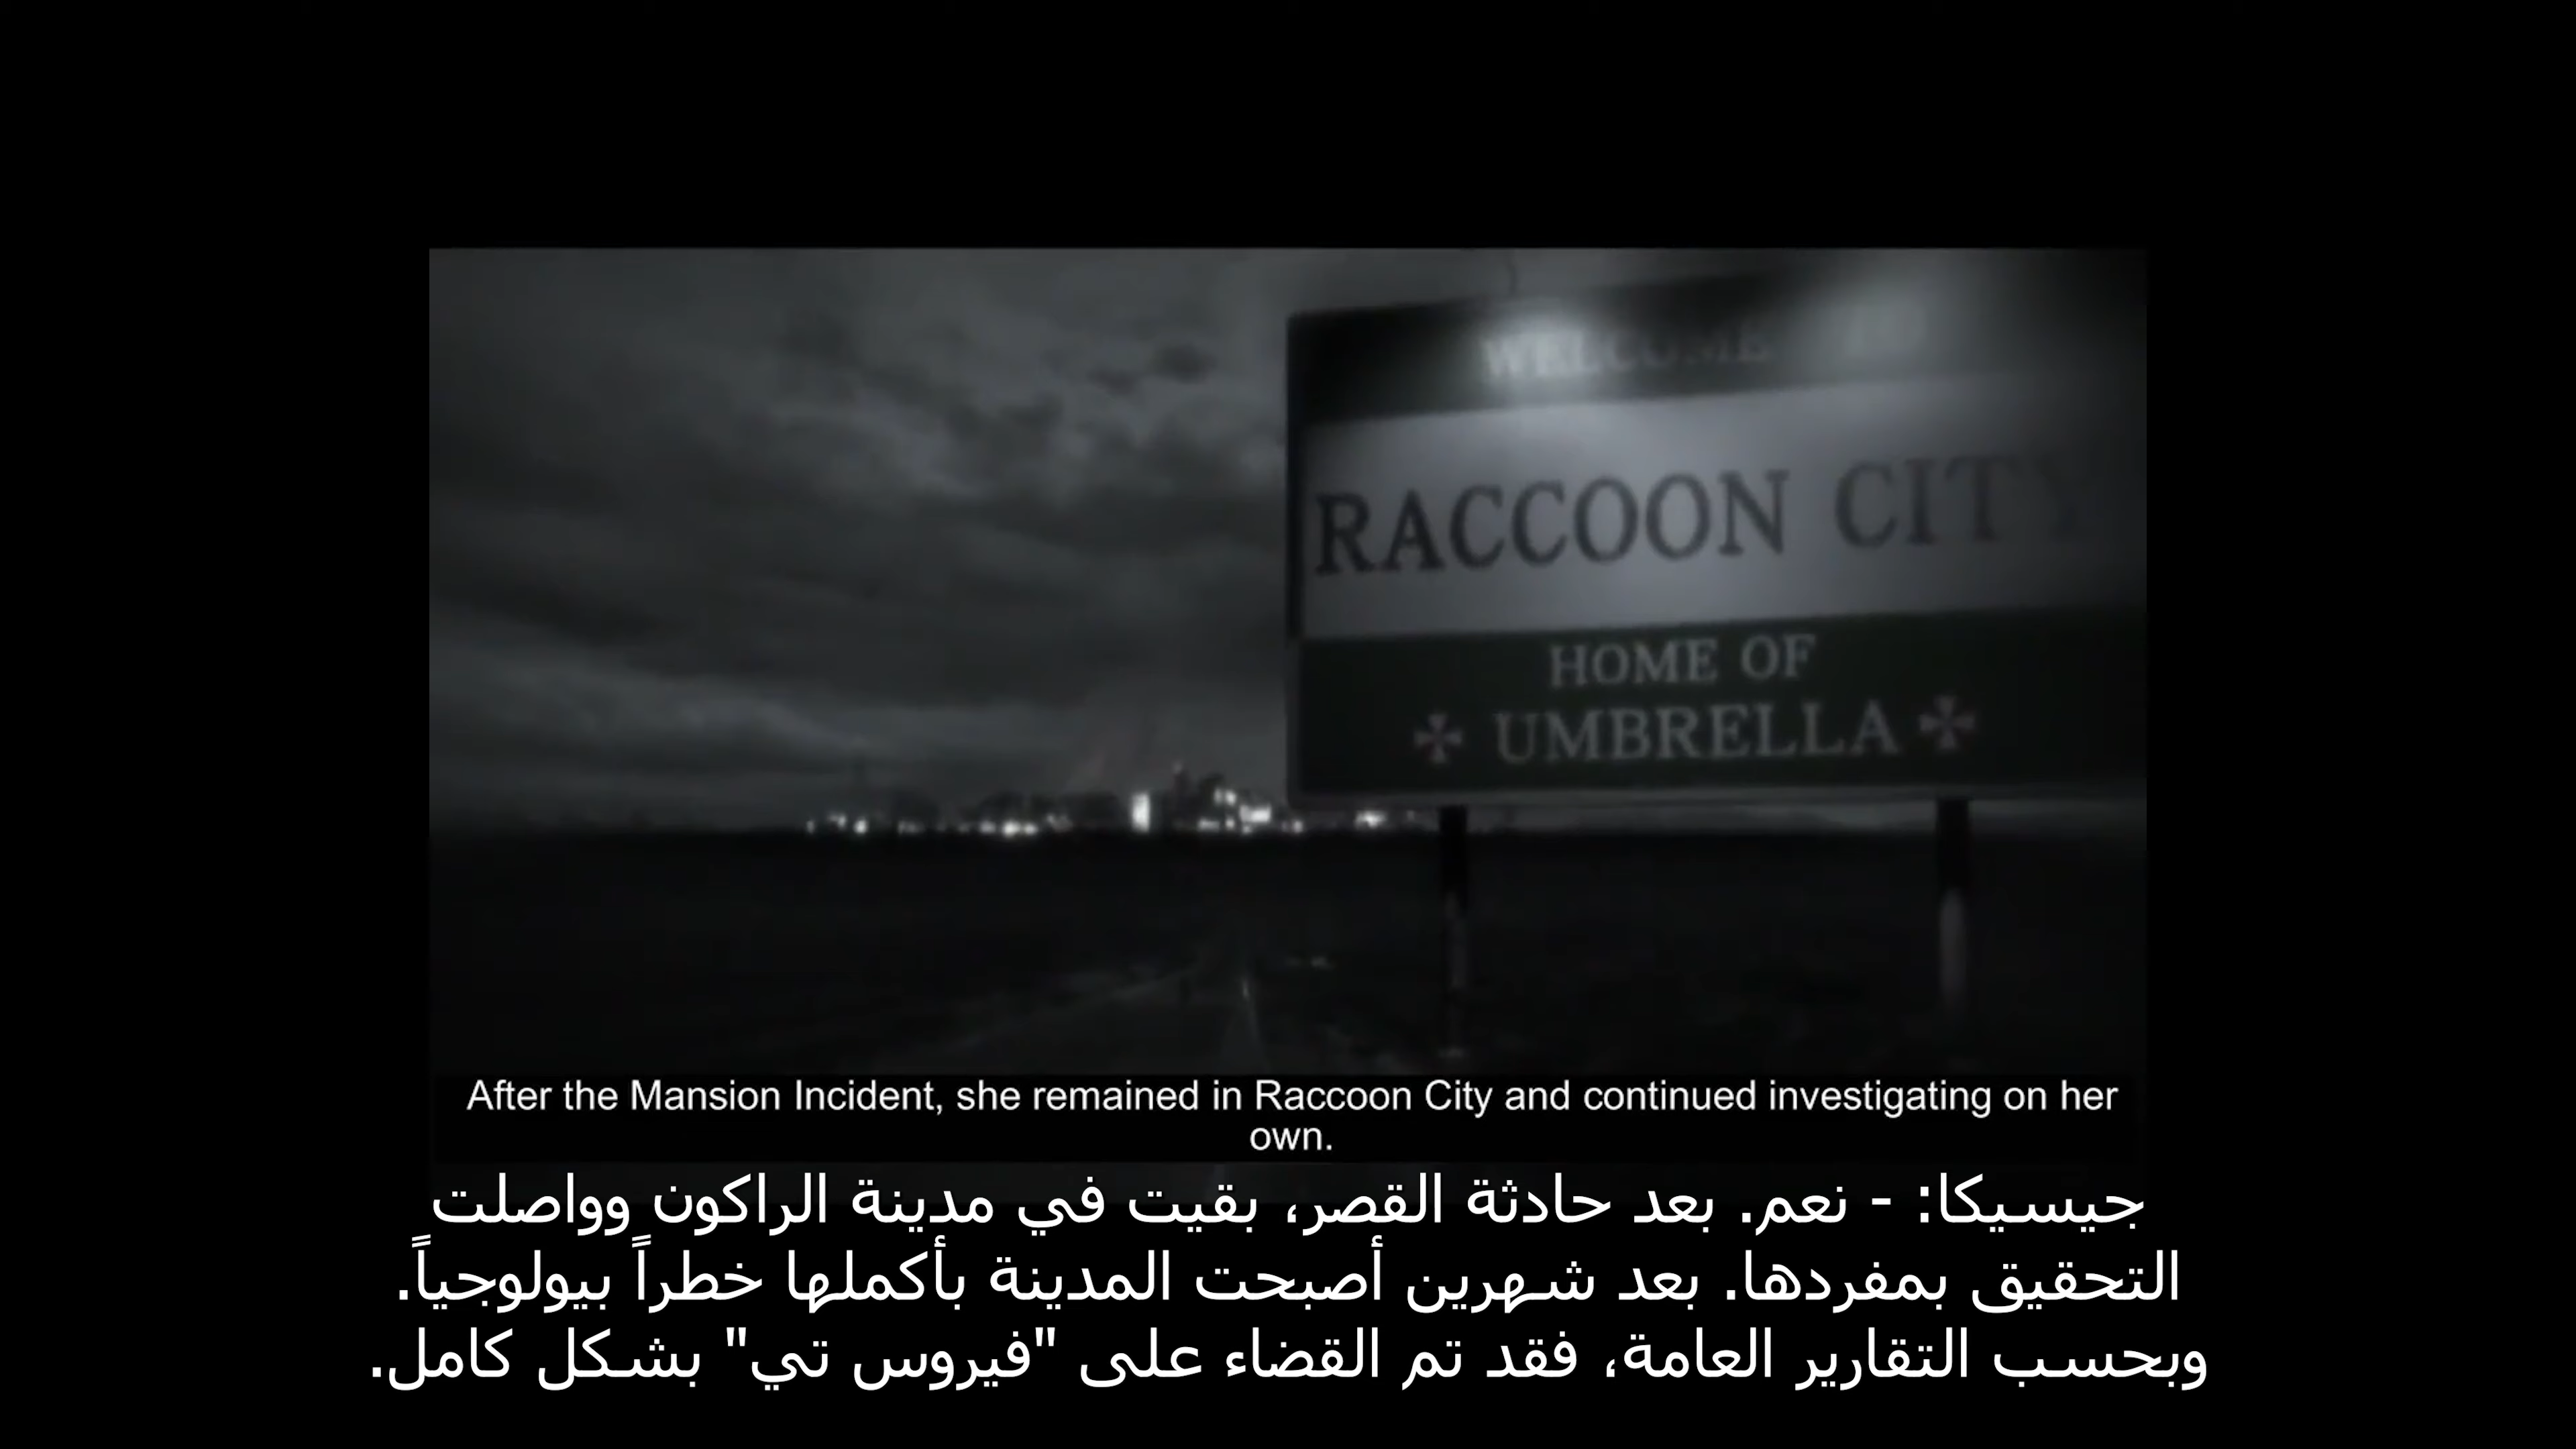 WELCOME
RACCOON CITY
HOME OF
UMBRELLA
After the Mansion Incident, she remained in Raccoon City and continued investigating on her
own.
جيسيكا: - نعم. بعد حادثة القصر، بقيت في مدينة الراكون وواصلت
التحقيق بمفردها. بعد شهرين أصبحت المدينة بأكملها خطراً بيولوجياً.
وبحسب التقارير العامة، فقد تم القضاء على "فيروس تي" بشكل كامل.